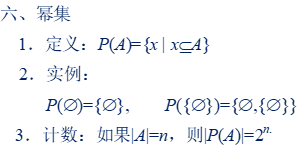 六、幂集
1．定义：P(A)={x | x⊆A}
2．实例：
P(∅)={∅},    P({∅})={∅,{∅}}
3．计数：如果|A|=n，则|P(A)|=2ⁿ.